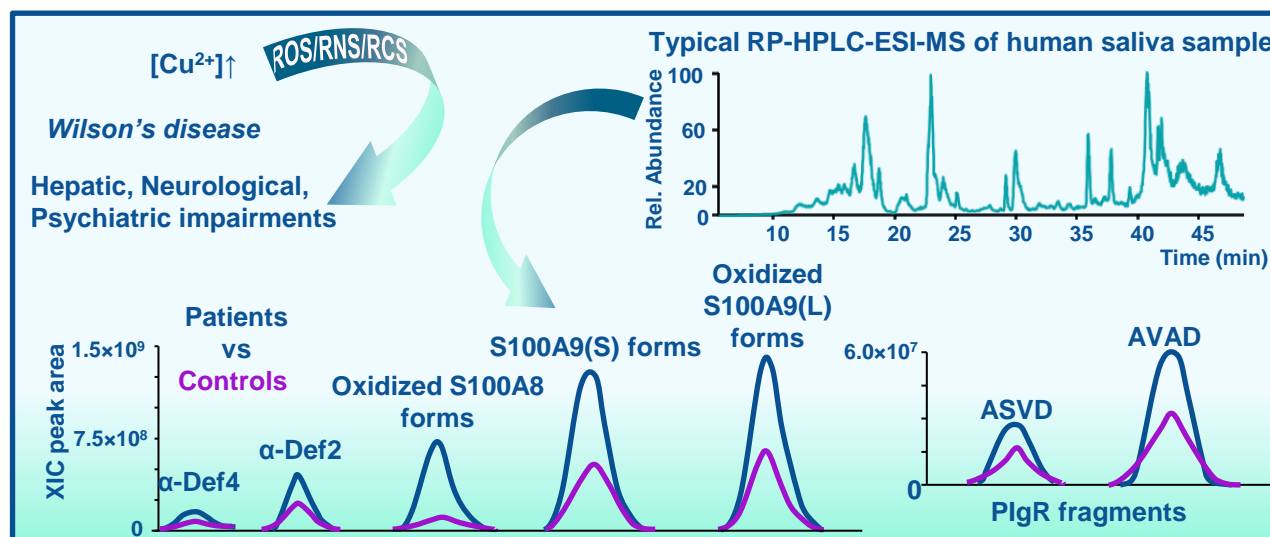 [Cu²⁺]↑
ROS/RNS/RCS
Wilson's disease
Hepatic, Neurological,
Psychiatric impairments
Typical RP-HPLC-ESI-MS of human saliva sample
Rel. Abundance
100
60
20
0
10 15 20 25 30 35 40 45
Time (min)
Patients
vs
Controls
XIC peak area
1.5×10⁹
7.5×10⁸
0
α-Def4
α-Def2
Oxidized S100A8
forms
S100A9(S) forms
Oxidized
S100A9(L)
forms
6.0×10⁷
0
ASVD
AVAD
PIgR fragments